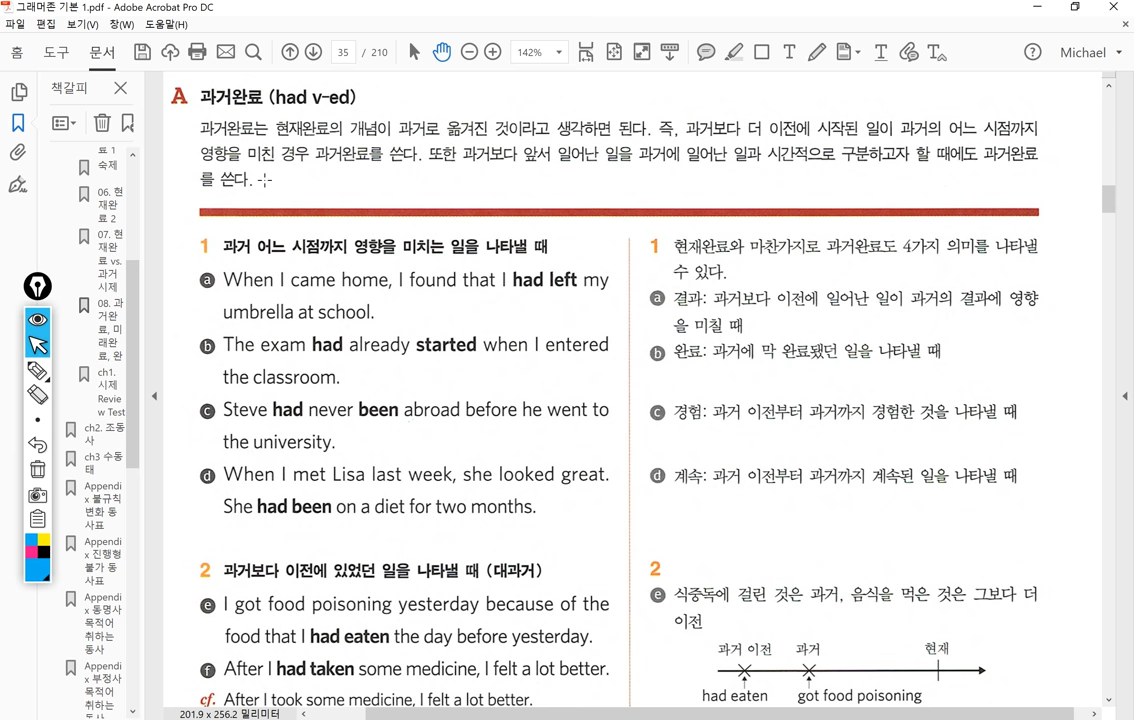 그래머존 기본 1.pdf - Adobe Acrobat Pro DC
파일 편집 보기(V) 창(W) 도움말(H)
홈 도구 문서 35 / 210 142% Michael
책갈피
료 1
숙제
06. 현
재완
료 2
07. 현
재완
료 vs.
과거
시제
08. 과
거완
료, 미
래완
료, 완
ch1.
시제
Revie
w Test
ch2. 조동
사
ch3 수동
태
Appendi
x 불규칙
변화 동
사표
Appendi
x 진행형
불가 동
사표
Appendi
x 동명사
목적어
취하는
동사
Appendi
x 부정사
목적어
취하는
동사
A 과거완료 (had v-ed)
과거완료는 현재완료의 개념이 과거로 옮겨진 것이라고 생각하면 된다. 즉, 과거보다 더 이전에 시작된 일이 과거의 어느 시점까지
영향을 미친 경우 과거완료를 쓴다. 또한 과거보다 앞서 일어난 일을 과거에 일어난 일과 시간적으로 구분하고자 할 때에도 과거완료
를 쓴다.
1 과거 어느 시점까지 영향을 미치는 일을 나타낼 때
a When I came home, I found that I had left my
umbrella at school.
b The exam had already started when I entered
the classroom.
c Steve had never been abroad before he went to
the university.
d When I met Lisa last week, she looked great.
She had been on a diet for two months.
2 과거보다 이전에 있었던 일을 나타낼 때 (대과거)
e I got food poisoning yesterday because of the
food that I had eaten the day before yesterday.
f After I had taken some medicine, I felt a lot better.
cf. After I took some medicine, I felt a lot better.
1 현재완료와 마찬가지로 과거완료도 4가지 의미를 나타낼
수 있다.
a 결과: 과거보다 이전에 일어난 일이 과거의 결과에 영향
을 미칠 때
b 완료: 과거에 막 완료됐던 일을 나타낼 때
c 경험: 과거 이전부터 과거까지 경험한 것을 나타낼 때
d 계속: 과거 이전부터 과거까지 계속된 일을 나타낼 때
2
e 식중독에 걸린 것은 과거, 음식을 먹은 것은 그보다 더
이전
과거 이전 과거 현재
had eaten got food poisoning
201.9 x 256.2 밀리미터